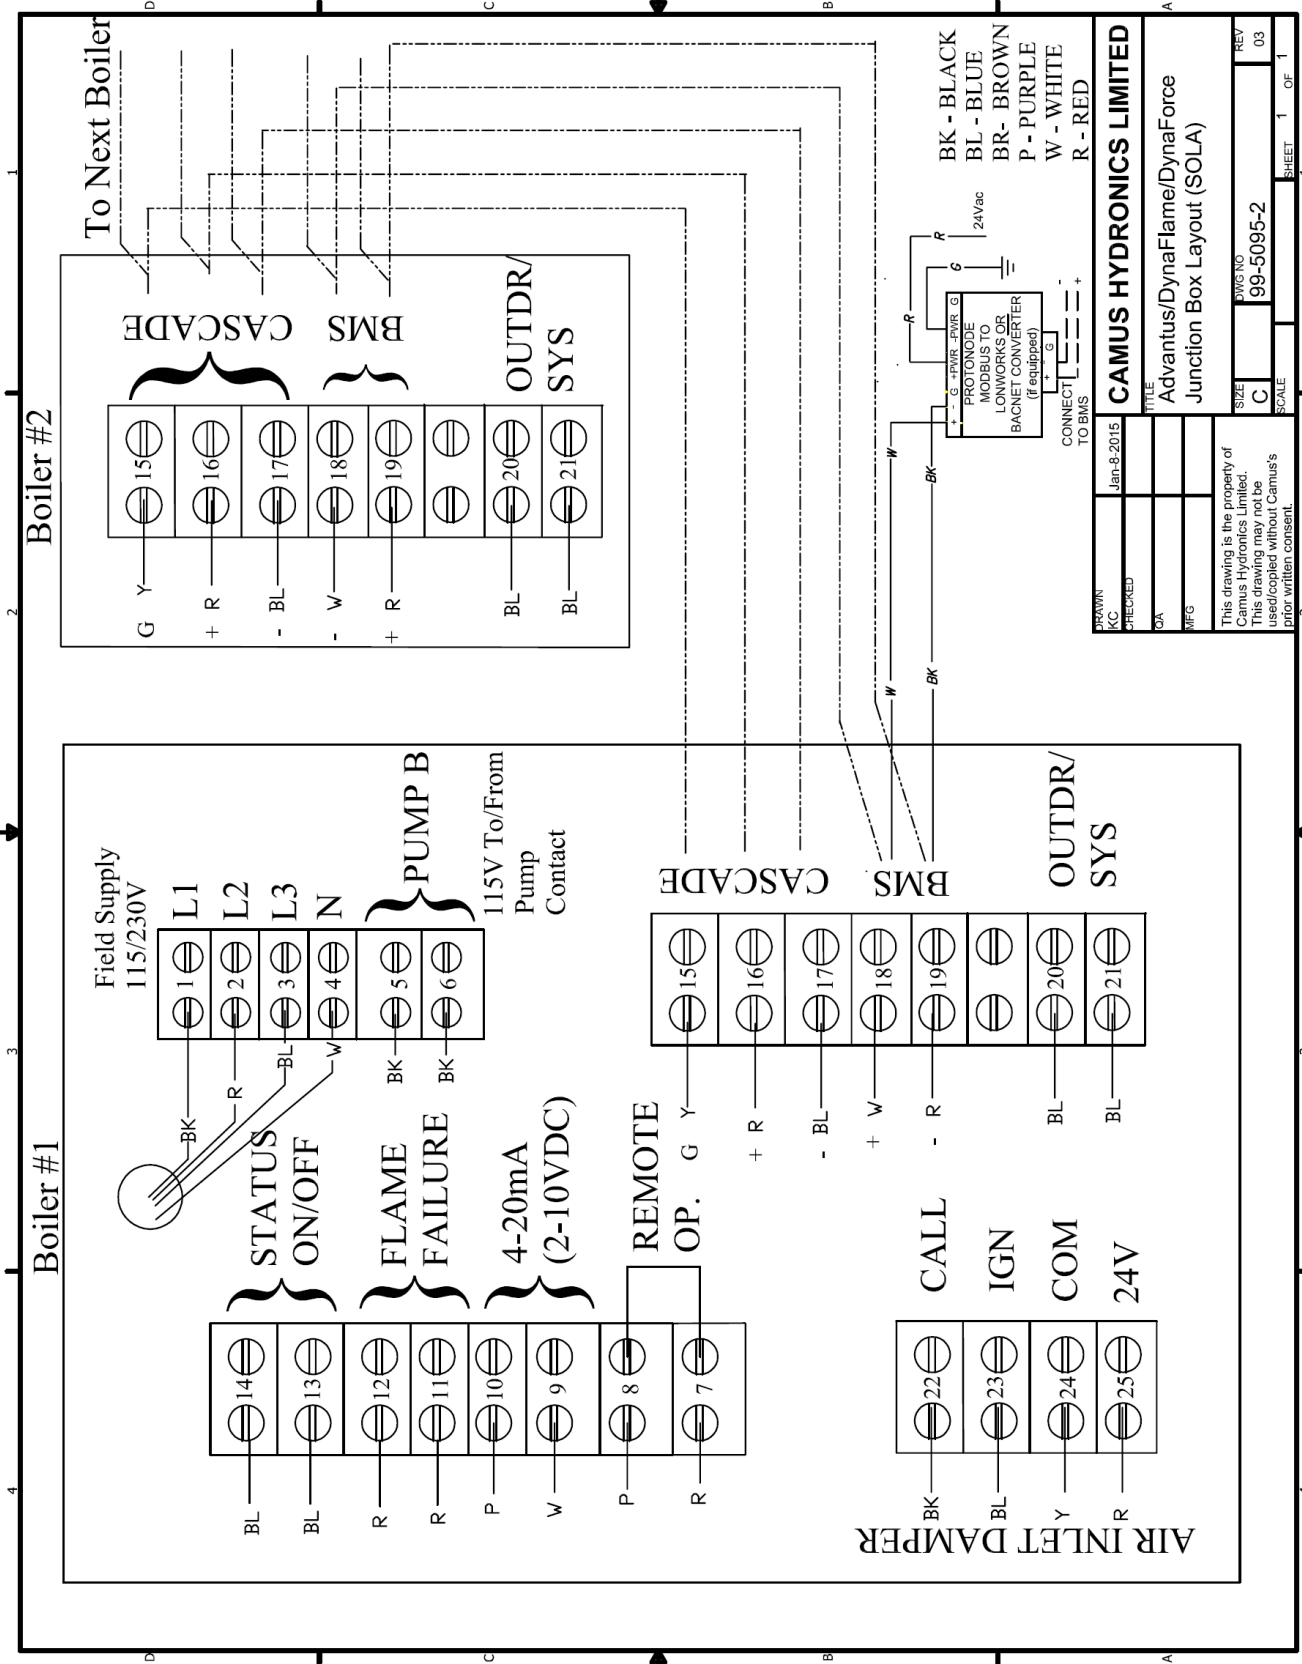 Boiler #1
Field Supply
115/230V
L1
L2
L3
N
1
2
3
4
5
6
BK
R
BL
W
BK
BK
PUMP B
115V To/From
Pump
Contact
STATUS
ON/OFF
FLAME
FAILURE
4-20mA
(2-10VDC)
REMOTE
OP.
14
13
12
11
10
9
8
7
BL
BL
R
R
P
W
P
R
CASCADE
BMS
OUTDR/
SYS
15
16
17
18
19
20
21
G Y
+ R
- BL
+ W
- R
BL
BL
CALL
IGN
COM
24V
22
23
24
25
BK
BL
Y
R
AIR INLET DAMPER
Boiler #2
To Next Boiler
CASCADE
BMS
OUTDR/
SYS
15
16
17
18
19
20
21
G Y
+ R
- BL
- W
+ R
BL
BL
W
W
BK
BK
R
R
G
24Vac
+ - G +PWR -PWR G
PROTONODE
MODBUS TO
LONWORKS OR
BACNET CONVERTER
(if equipped)
+ - G
CONNECT
TO BMS
- +
BK - BLACK
BL - BLUE
BR- BROWN
P - PURPLE
W - WHITE
R - RED
DRAWN
KC
Jan-8-2015
CHECKED
QA
MFG
This drawing is the property of
Camus Hydronics Limited.
This drawing may not be
used/copied without Camus's
prior written consent.
CAMUS HYDRONICS LIMITED
TITLE
Advantus/DynaFlame/DynaForce
Junction Box Layout (SOLA)
SIZE
C
DWG NO
99-5095-2
REV
03
SCALE
SHEET 1 OF 1
D
C
B
A
D
C
B
A
1
2
3
4